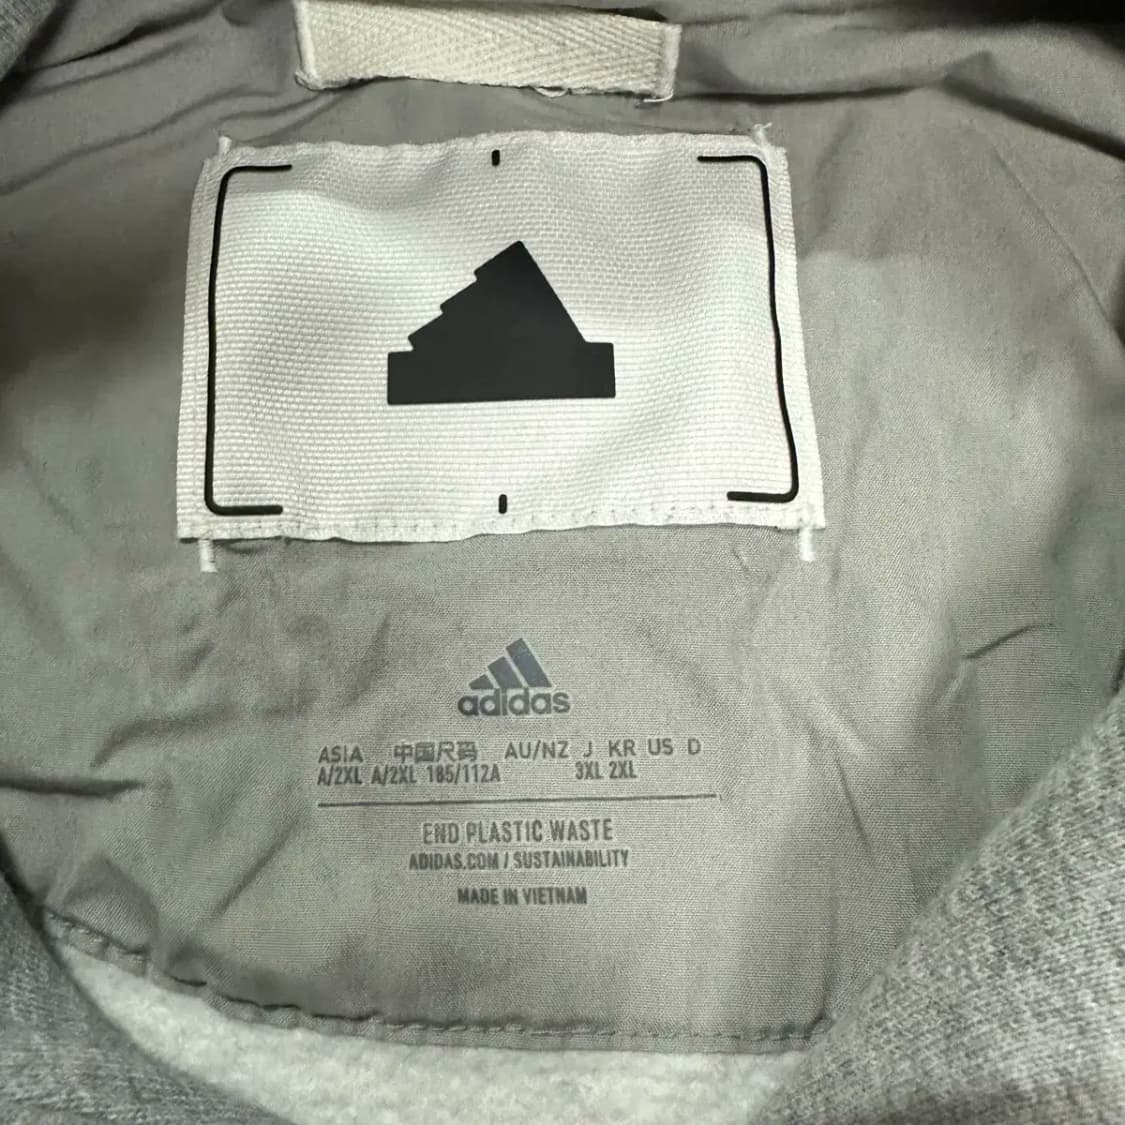 adidas
ASIA 中国尺码 AU/NZ J KR US D
A/2XL A/2XL 185/112A 3XL 2XL
END PLASTIC WASTE
ADIDAS.COM / SUSTAINABILITY
MADE IN VIETNAM